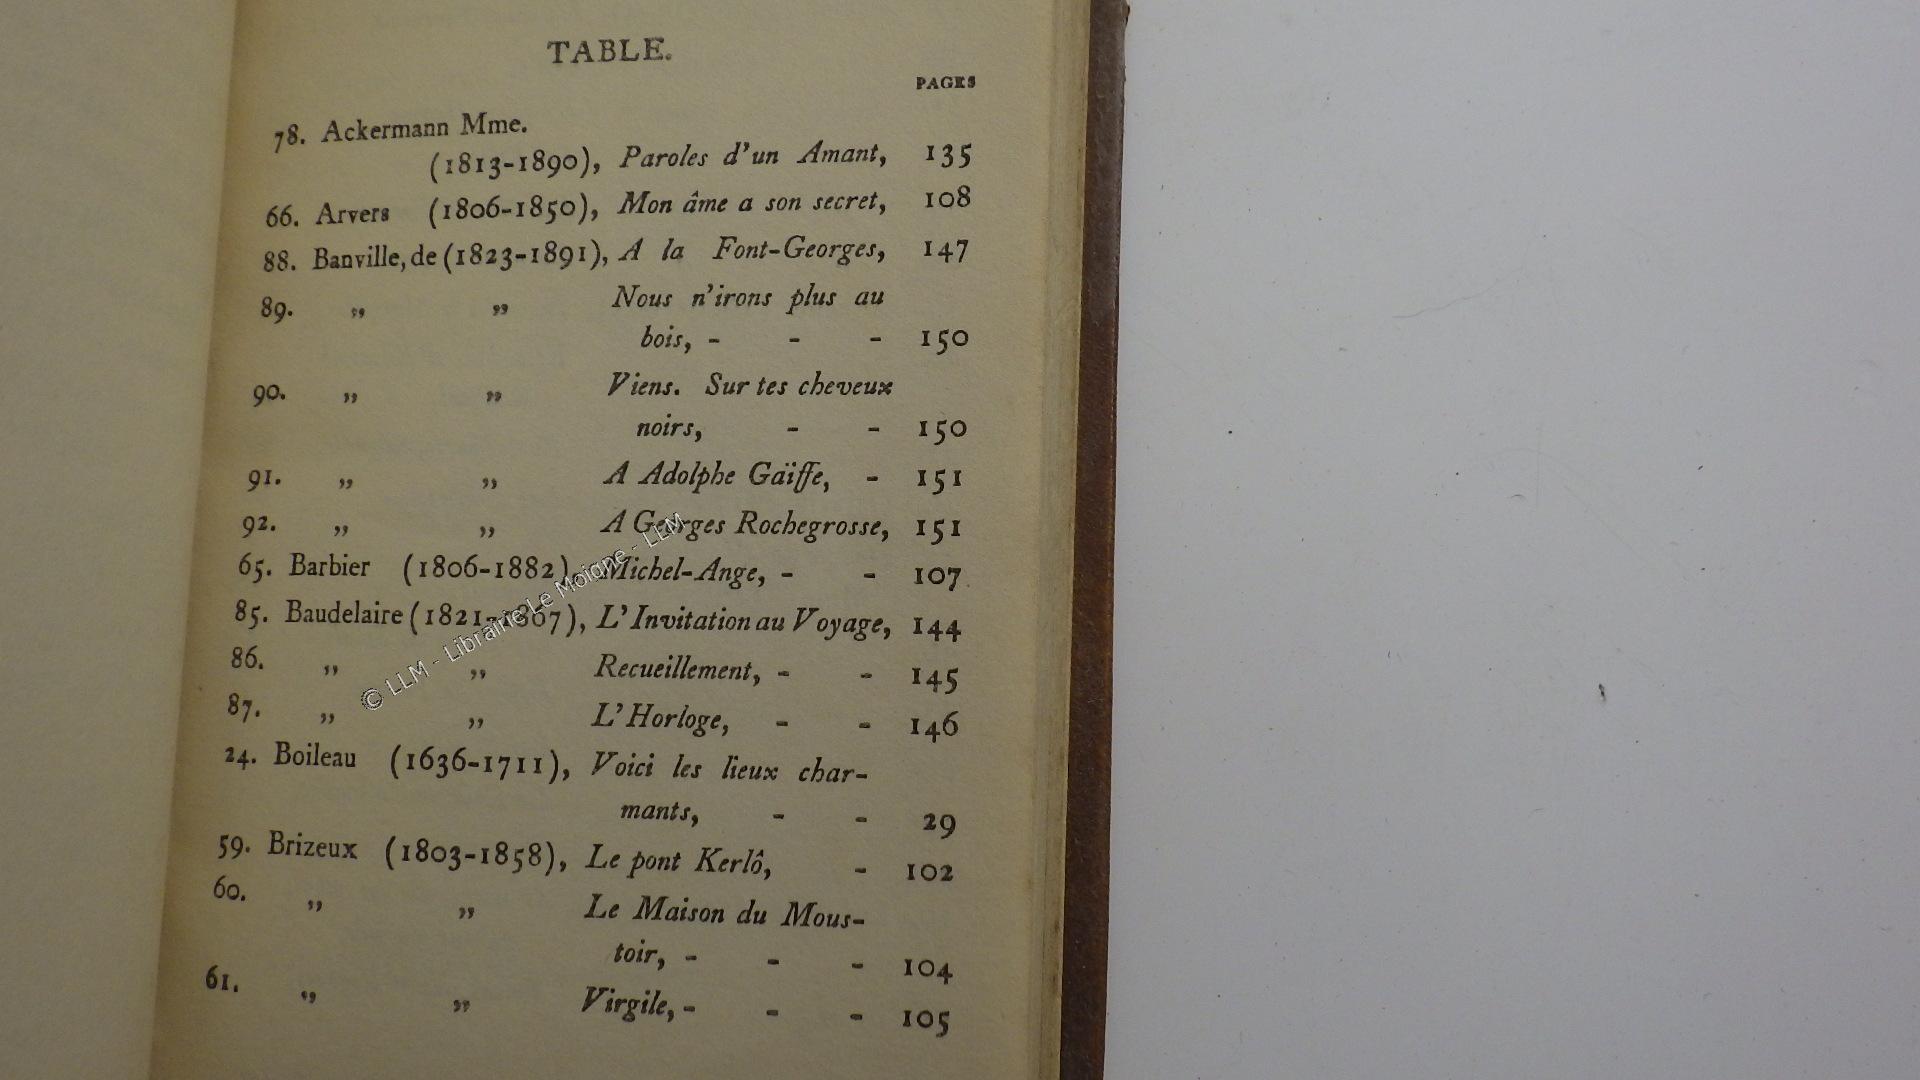 TABLE.
PAGES
78. Ackermann Mme.
(1813-1890), Paroles d'un Amant, 135
66. Arvers (1806-1850), Mon âme a son secret, 108
88. Banville, de (1823-1891), A la Font-Georges, 147
89. „ „ Nous n'irons plus au
bois, - - - 150
90. „ „ Viens. Sur tes cheveux
noirs, - - 150
91. „ „ A Adolphe Gaïffe, - 151
92. „ „ A Georges Rochegrosse, 151
65. Barbier (1806-1882), Michel-Ange, - - 107
85. Baudelaire (1821-1867), L'Invitation au Voyage, 144
86. „ „ Recueillement, - - 145
87. „ „ L'Horloge, - - 146
24. Boileau (1636-1711), Voici les lieux char-
mants, - - 29
59. Brizeux (1803-1858), Le pont Kerlô, - 102
60. „ „ Le Maison du Mous-
toir, - - - 104
61. „ „ Virgile, - - - 105
© LLM - Librairie Le Moigne - LLM